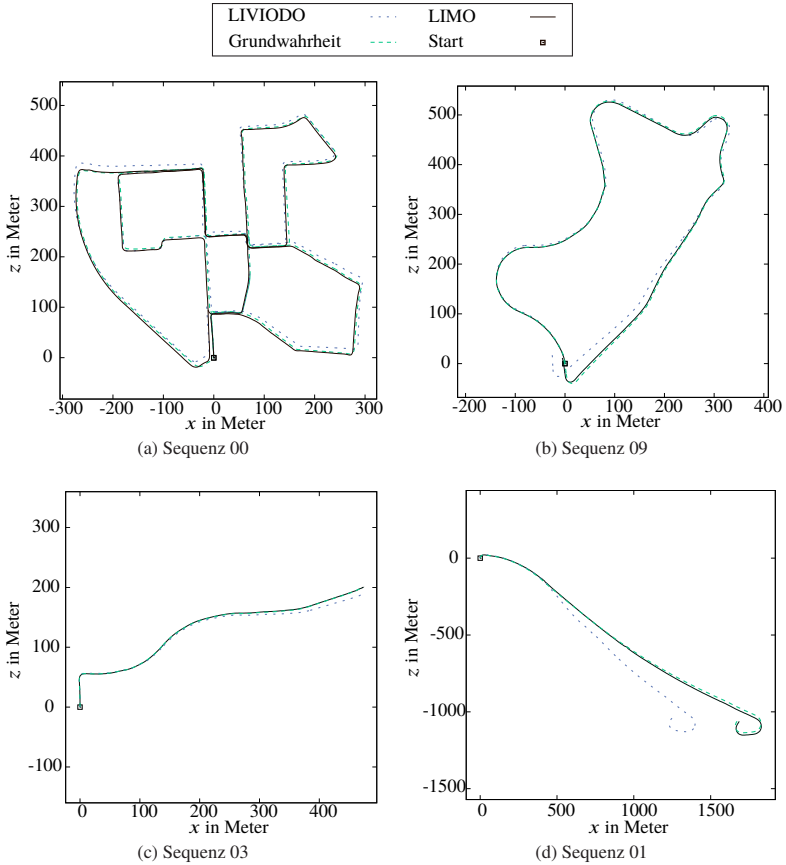 LIVIODO LIMO
Grundwahrheit Start
500
400
300
200
100
0
z in Meter
-300 -200 -100 0 100 200 300
x in Meter
(a) Sequenz 00
500
400
300
200
100
0
z in Meter
-200 -100 0 100 200 300 400
x in Meter
(b) Sequenz 09
300
200
100
0
-100
z in Meter
0 100 200 300 400
x in Meter
(c) Sequenz 03
0
-500
-1000
-1500
z in Meter
0 500 1000 1500
x in Meter
(d) Sequenz 01